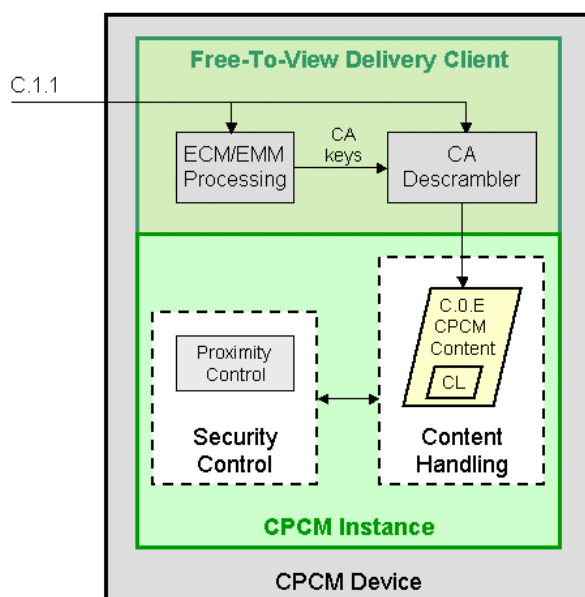 Free-To-View Delivery Client
C.1.1
CA
keys
ECM/EMM
Processing
CA
Descrambler
C.0.E
CPCM
Content
CL
Proximity
Control
Security
Control
Content
Handling
CPCM Instance
CPCM Device